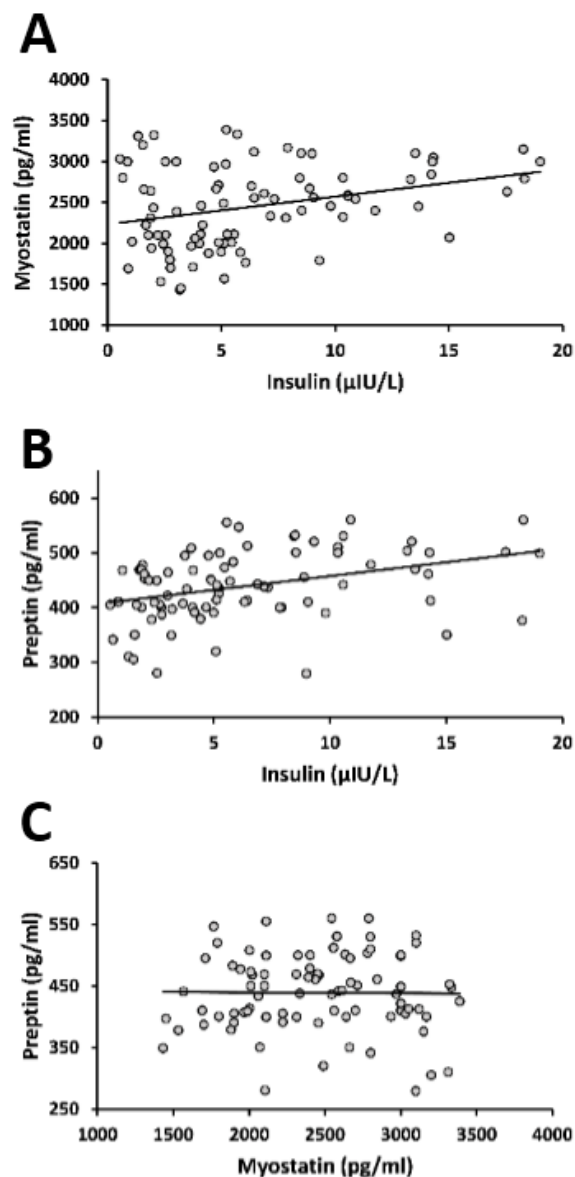 A
Myostatin (pg/ml)
4000
3500
3000
2500
2000
1500
1000
0 5 10 15 20
Insulin (µIU/L)
B
Preptin (pg/ml)
600
500
400
300
200
0 5 10 15 20
Insulin (µIU/L)
C
Preptin (pg/ml)
650
550
450
350
250
1000 1500 2000 2500 3000 3500 4000
Myostatin (pg/ml)